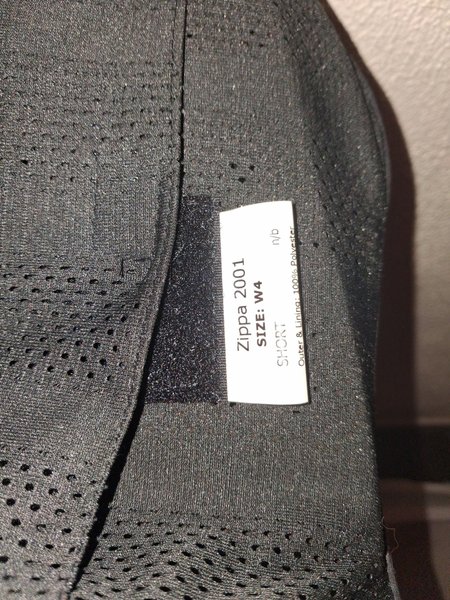 Zippa 2001
SIZE: W4
SHORT n/b
Outer & Lining: 100% Polyester